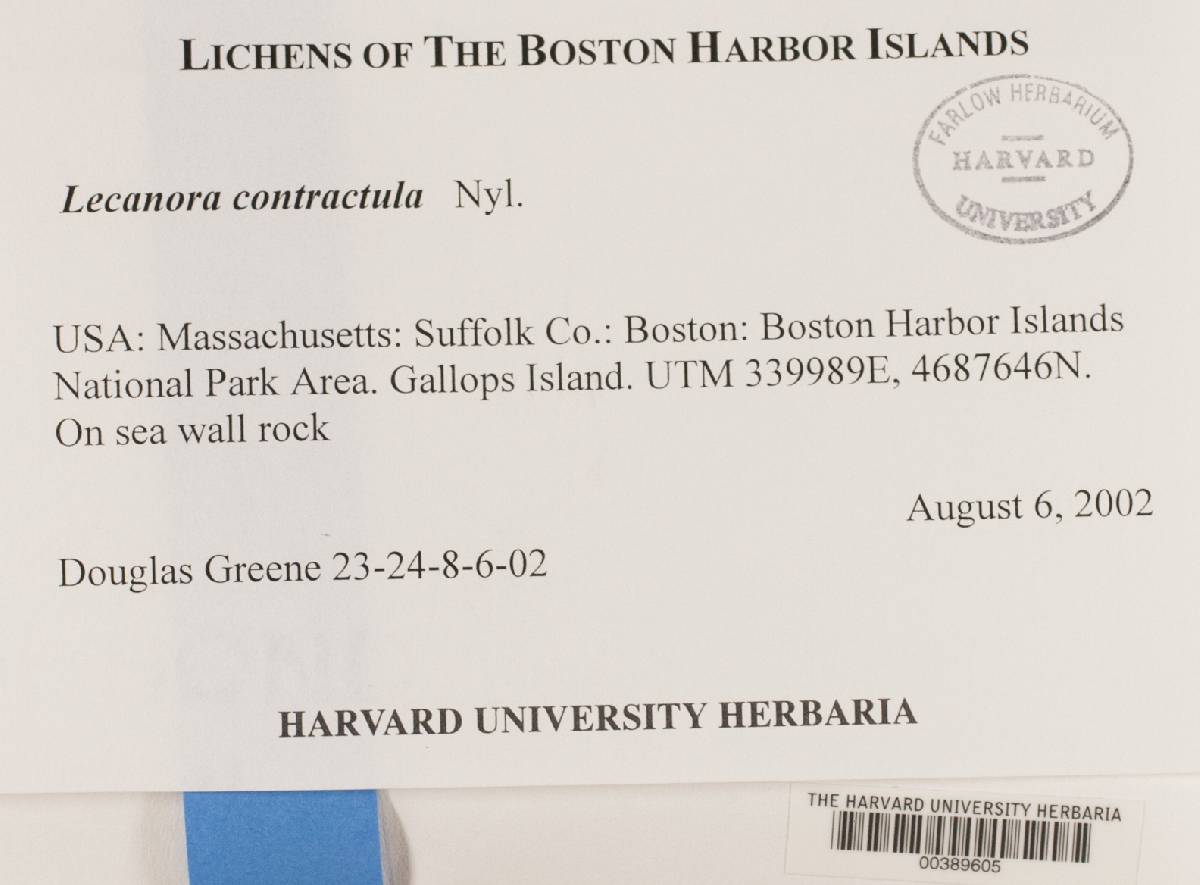 LICHENS OF THE BOSTON HARBOR ISLANDS
FARLOW HERBARIUM
HARVARD
UNIVERSITY
Lecanora contractula Nyl.
USA: Massachusetts: Suffolk Co.: Boston: Boston Harbor Islands
National Park Area. Gallops Island. UTM 339989E, 4687646N.
On sea wall rock
August 6, 2002
Douglas Greene 23-24-8-6-02
HARVARD UNIVERSITY HERBARIA
THE HARVARD UNIVERSITY HERBARIA
00389605